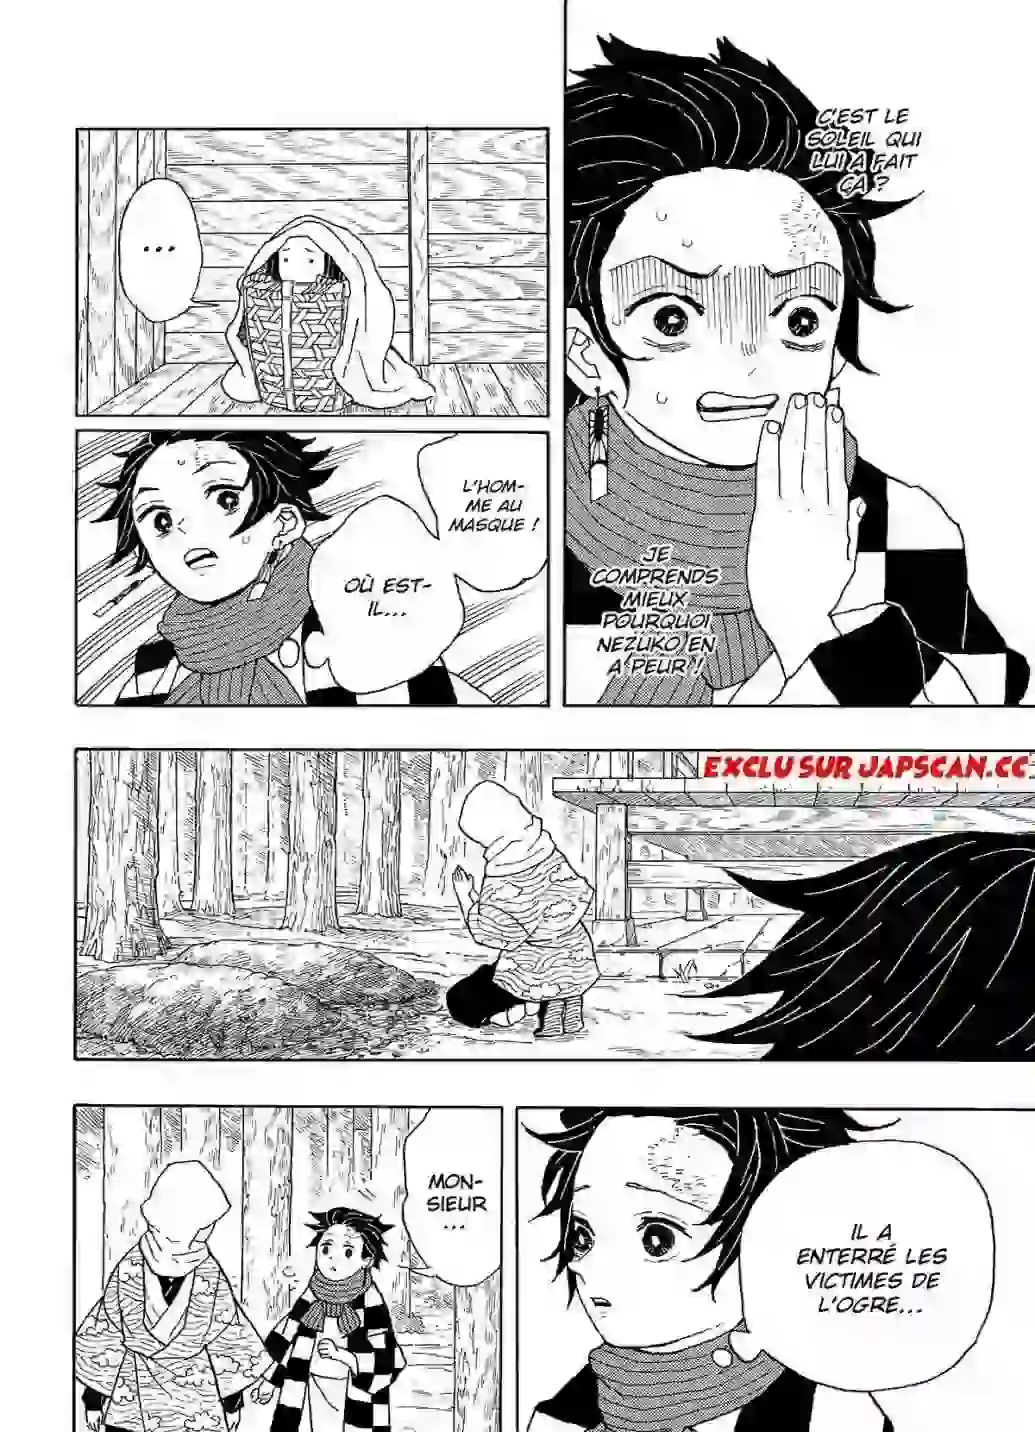 C'EST LE
SOLEIL QUI
LUI A FAIT
ÇA ?
JE
COMPRENDS
MIEUX
POURQUOI
NEZUKO EN
A PEUR !
...
L'HOM-
ME AU
MASQUE !
OÙ EST-
IL...
EXCLU SUR JAPSCAN.CC
IL A
ENTERRÉ LES
VICTIMES DE
L'OGRE...
MON-
SIEUR
...